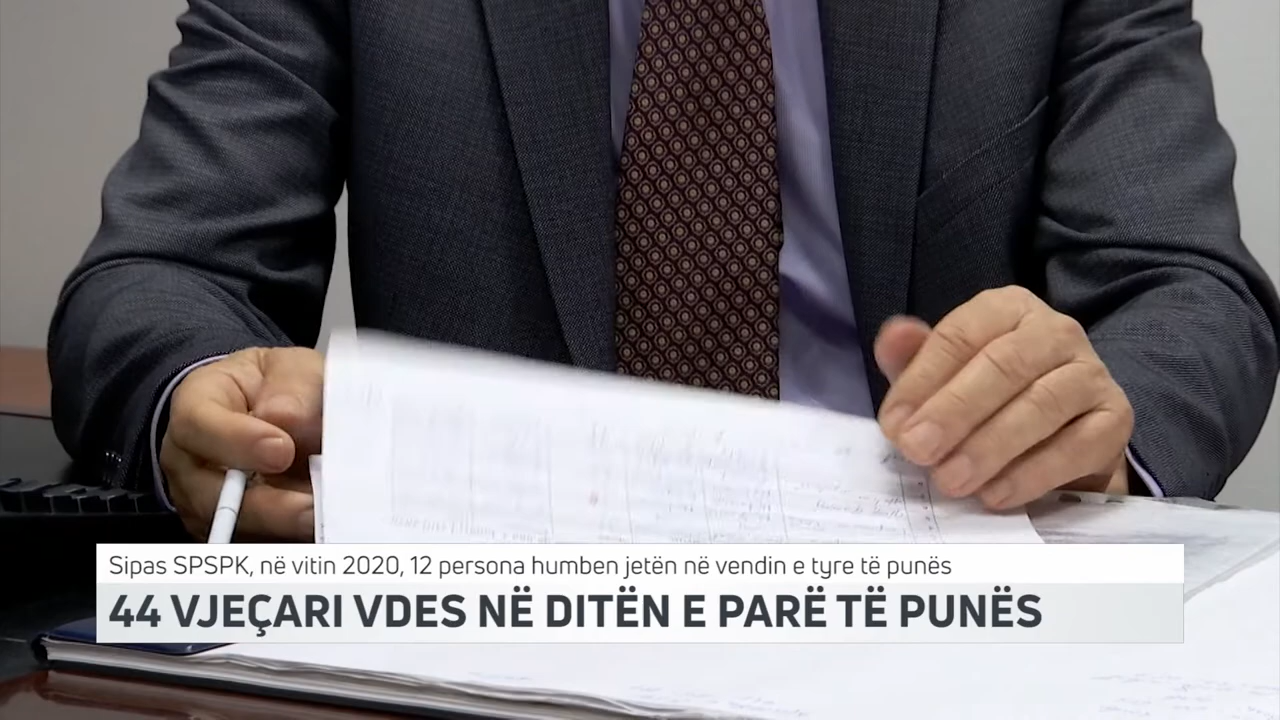 Sipas SPSPK, në vitin 2020, 12 persona humben jetën në vendin e tyre të punës
44 VJEÇARI VDES NË DITËN E PARË TË PUNËS